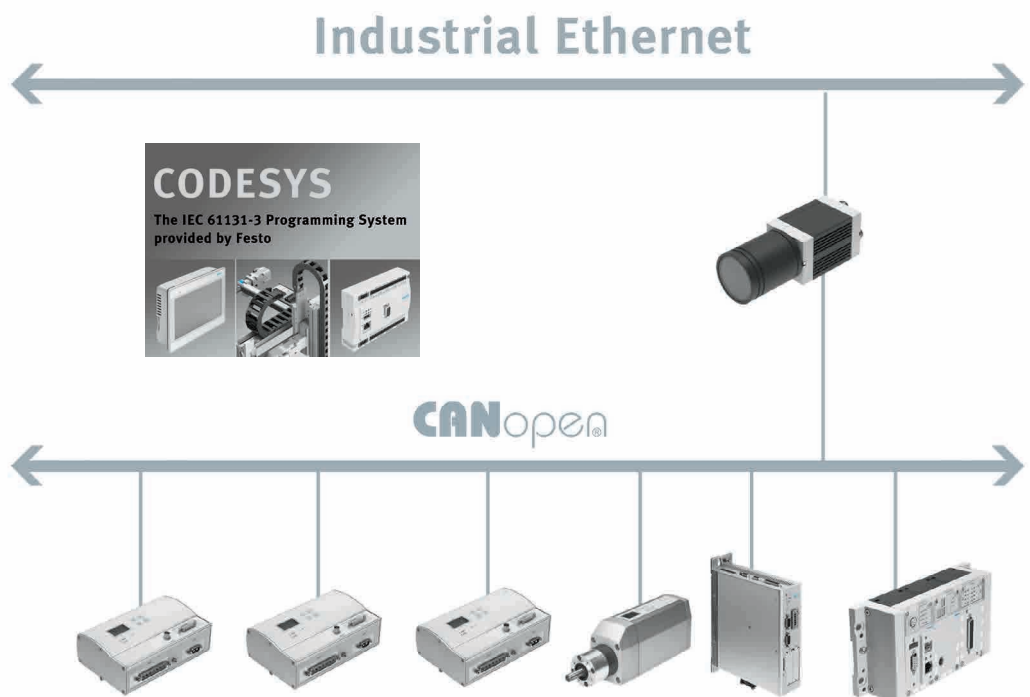 Industrial Ethernet
CODESYS
The IEC 61131-3 Programming System
provided by Festo
CANopen®